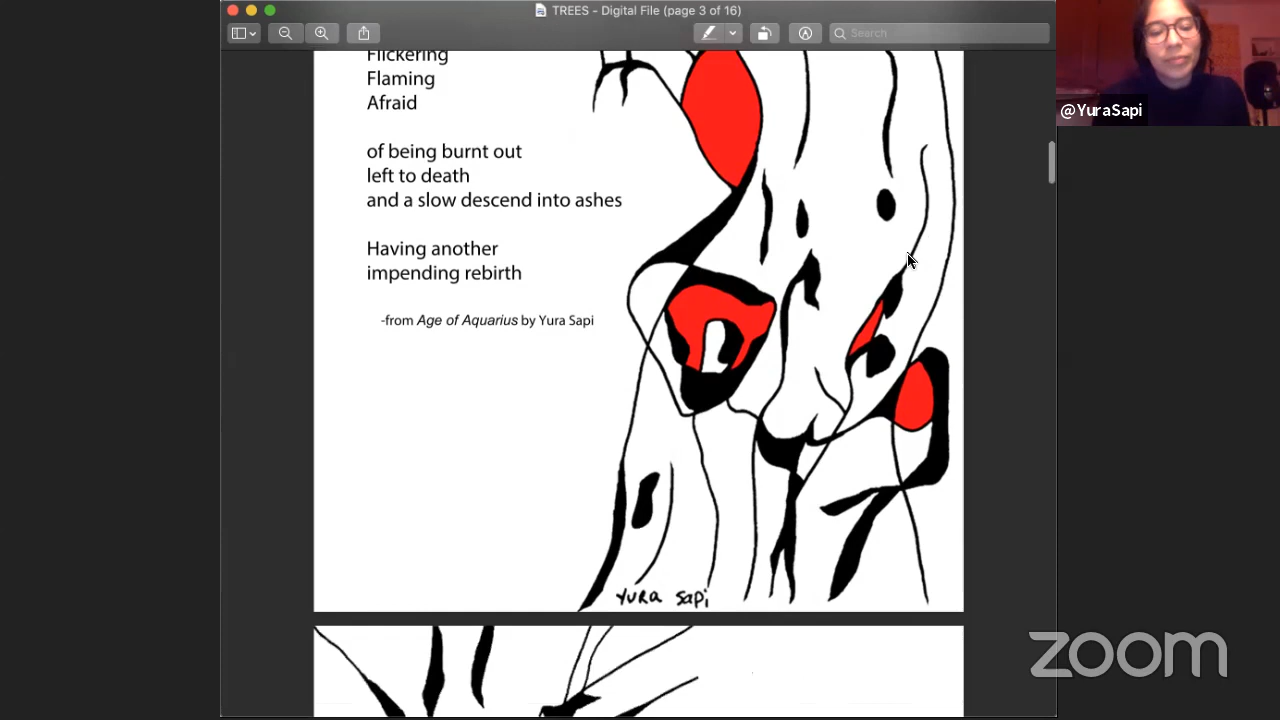 TREES - Digital File (page 3 of 16)
Search
@YuraSapi
Flickering
Flaming
Afraid
of being burnt out
left to death
and a slow descend into ashes
Having another
impending rebirth
-from Age of Aquarius by Yura Sapi
YURA SAPI
zoom